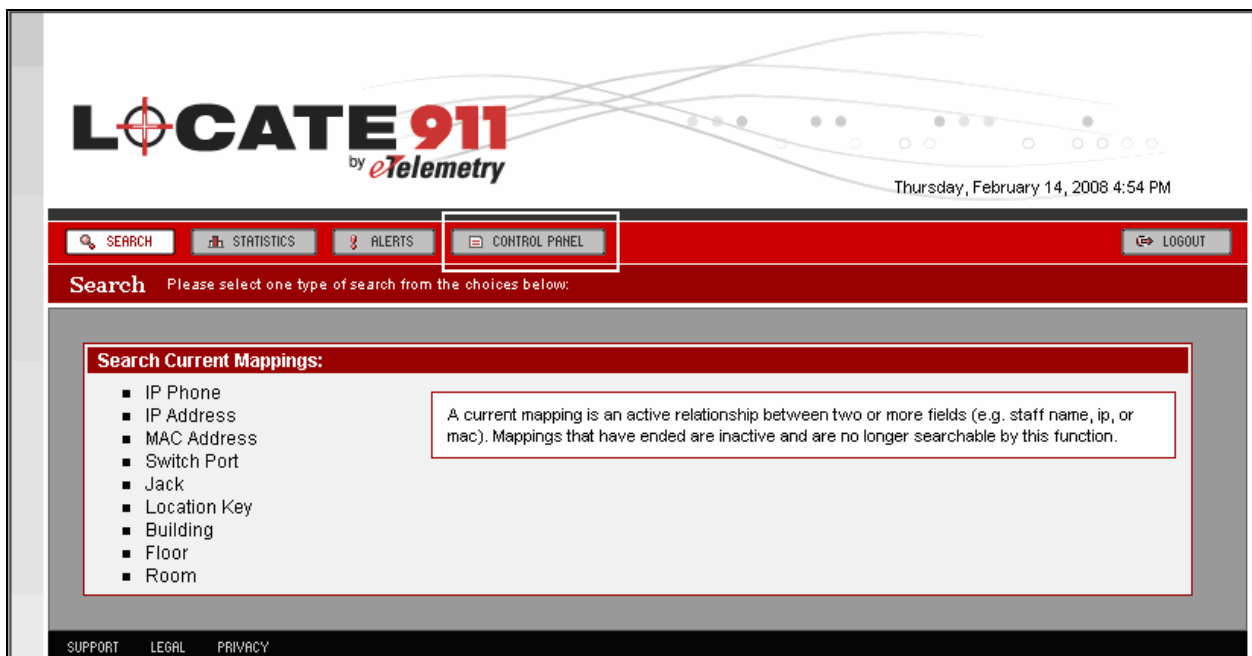 LOCATE 911
by eTelemetry
Thursday, February 14, 2008 4:54 PM
SEARCH STATISTICS ALERTS CONTROL PANEL LOGOUT
Search Please select one type of search from the choices below:
Search Current Mappings:
IP Phone
IP Address
MAC Address
Switch Port
Jack
Location Key
Building
Floor
Room
A current mapping is an active relationship between two or more fields (e.g. staff name, ip, or
mac). Mappings that have ended are inactive and are no longer searchable by this function.
SUPPORT LEGAL PRIVACY